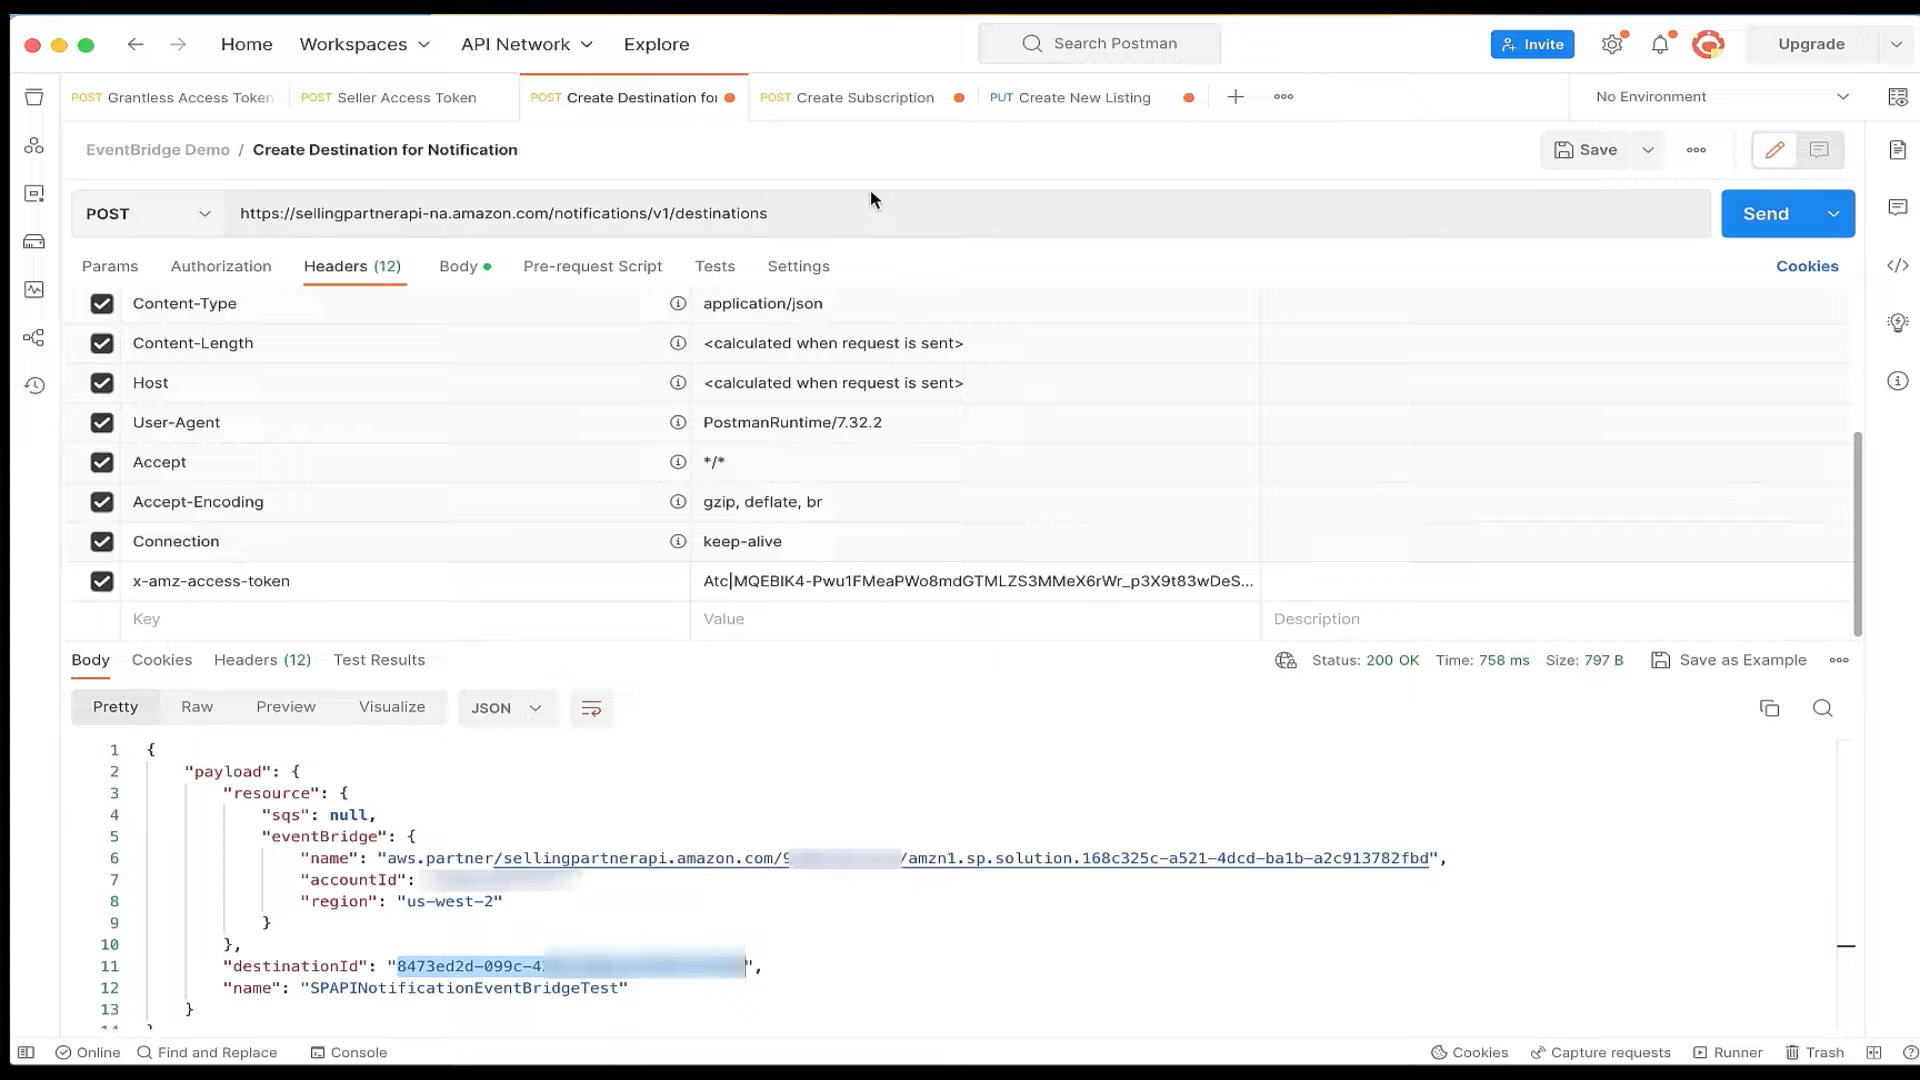 Home Workspaces API Network Explore Search Postman Invite Upgrade
POST Grantless Access Token POST Seller Access Token POST Create Destination for POST Create Subscription PUT Create New Listing No Environment
EventBridge Demo / Create Destination for Notification Save
POST https://sellingpartnerapi-na.amazon.com/notifications/v1/destinations Send
Params Authorization Headers (12) Body Pre-request Script Tests Settings Cookies
Content-Type application/json
Content-Length <calculated when request is sent>
Host <calculated when request is sent>
User-Agent PostmanRuntime/7.32.2
Accept */*
Accept-Encoding gzip, deflate, br
Connection keep-alive
x-amz-access-token Atc|MQEBIK4-Pwu1FMeaPWo8mdGTMLZS3MMeX6rWr_p3X9t83wDeS...
Key Value Description
Body Cookies Headers (12) Test Results Status: 200 OK Time: 758 ms Size: 797 B Save as Example
Pretty Raw Preview Visualize JSON
1 {
2 "payload": {
3 "resource": {
4 "sqs": null,
5 "eventBridge": {
6 "name": "aws.partner/sellingpartnerapi.amazon.com/9 /amzn1.sp.solution.168c325c-a521-4dcd-ba1b-a2c913782fbd",
7 "accountId":
8 "region": "us-west-2"
9 }
10 },
11 "destinationId": "8473ed2d-099c-4 ",
12 "name": "SPAPINotificationEventBridgeTest"
13 }
Online Find and Replace Console Cookies Capture requests Runner Trash